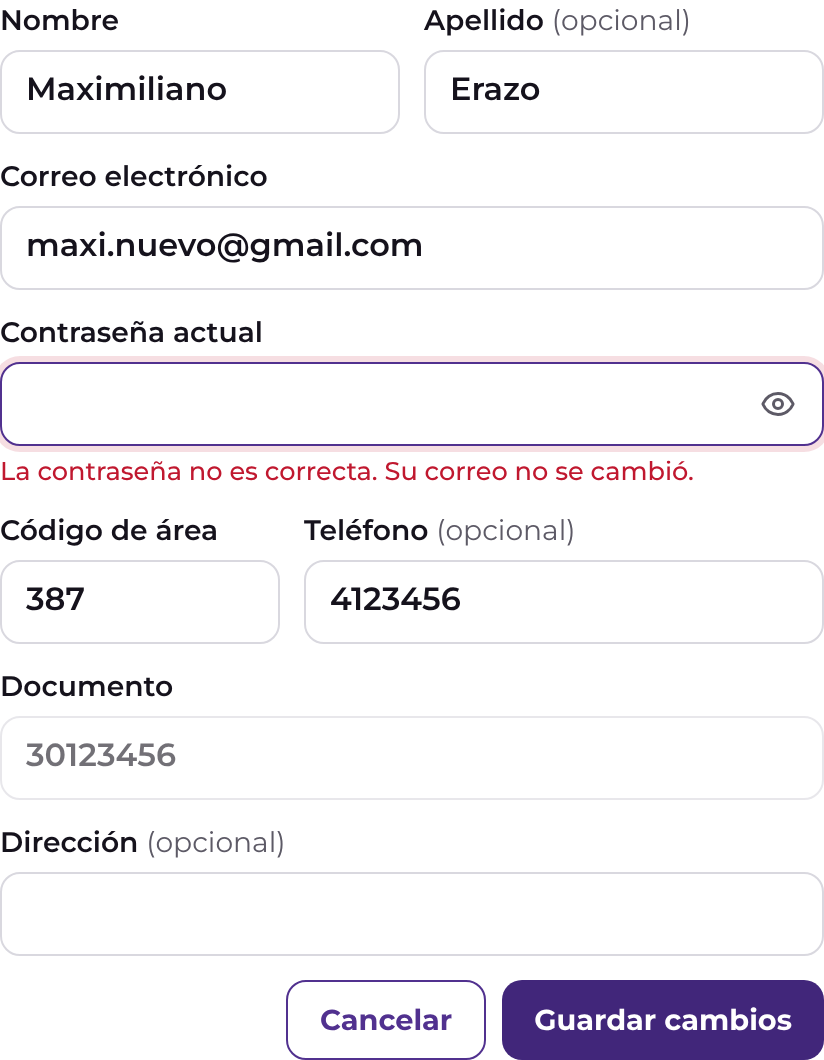 Nombre
Apellido (opcional)
Maximiliano
Erazo
Correo electrónico
maxi.nuevo@gmail.com
Contraseña actual
La contraseña no es correcta. Su correo no se cambió.
Código de área
Teléfono (opcional)
387
4123456
Documento
30123456
Dirección (opcional)
Cancelar
Guardar cambios